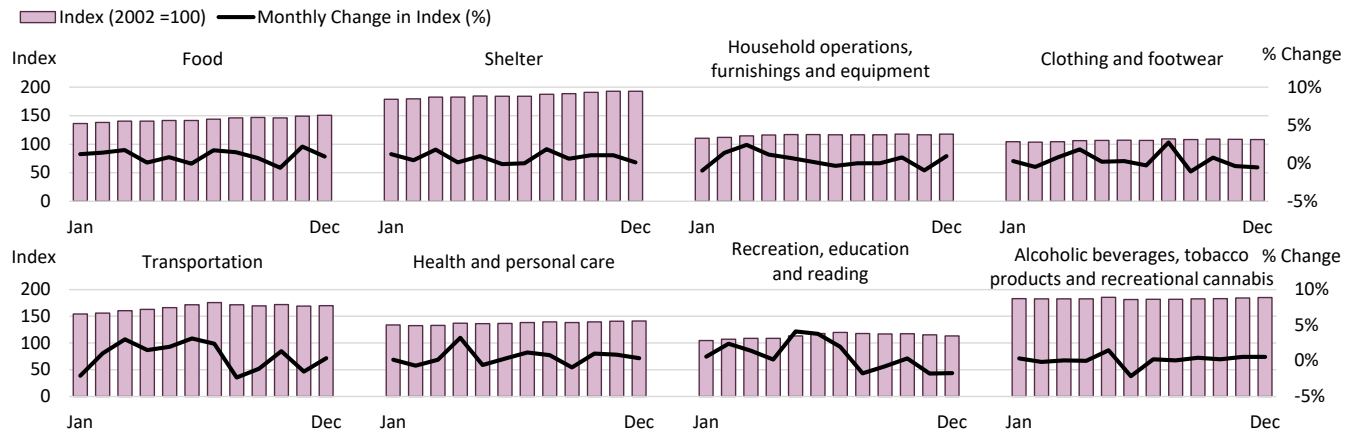 Index (2002 =100) Monthly Change in Index (%)
Index Food Shelter Household operations, furnishings and equipment Clothing and footwear % Change
200 10%
150 5%
100 0%
50
0 -5%
Jan Dec Jan Dec Jan Dec Jan Dec
Index Transportation Health and personal care Recreation, education and reading Alcoholic beverages, tobacco products and recreational cannabis % Change
200 10%
150 5%
100 0%
50
0 -5%
Jan Dec Jan Dec Jan Dec Jan Dec